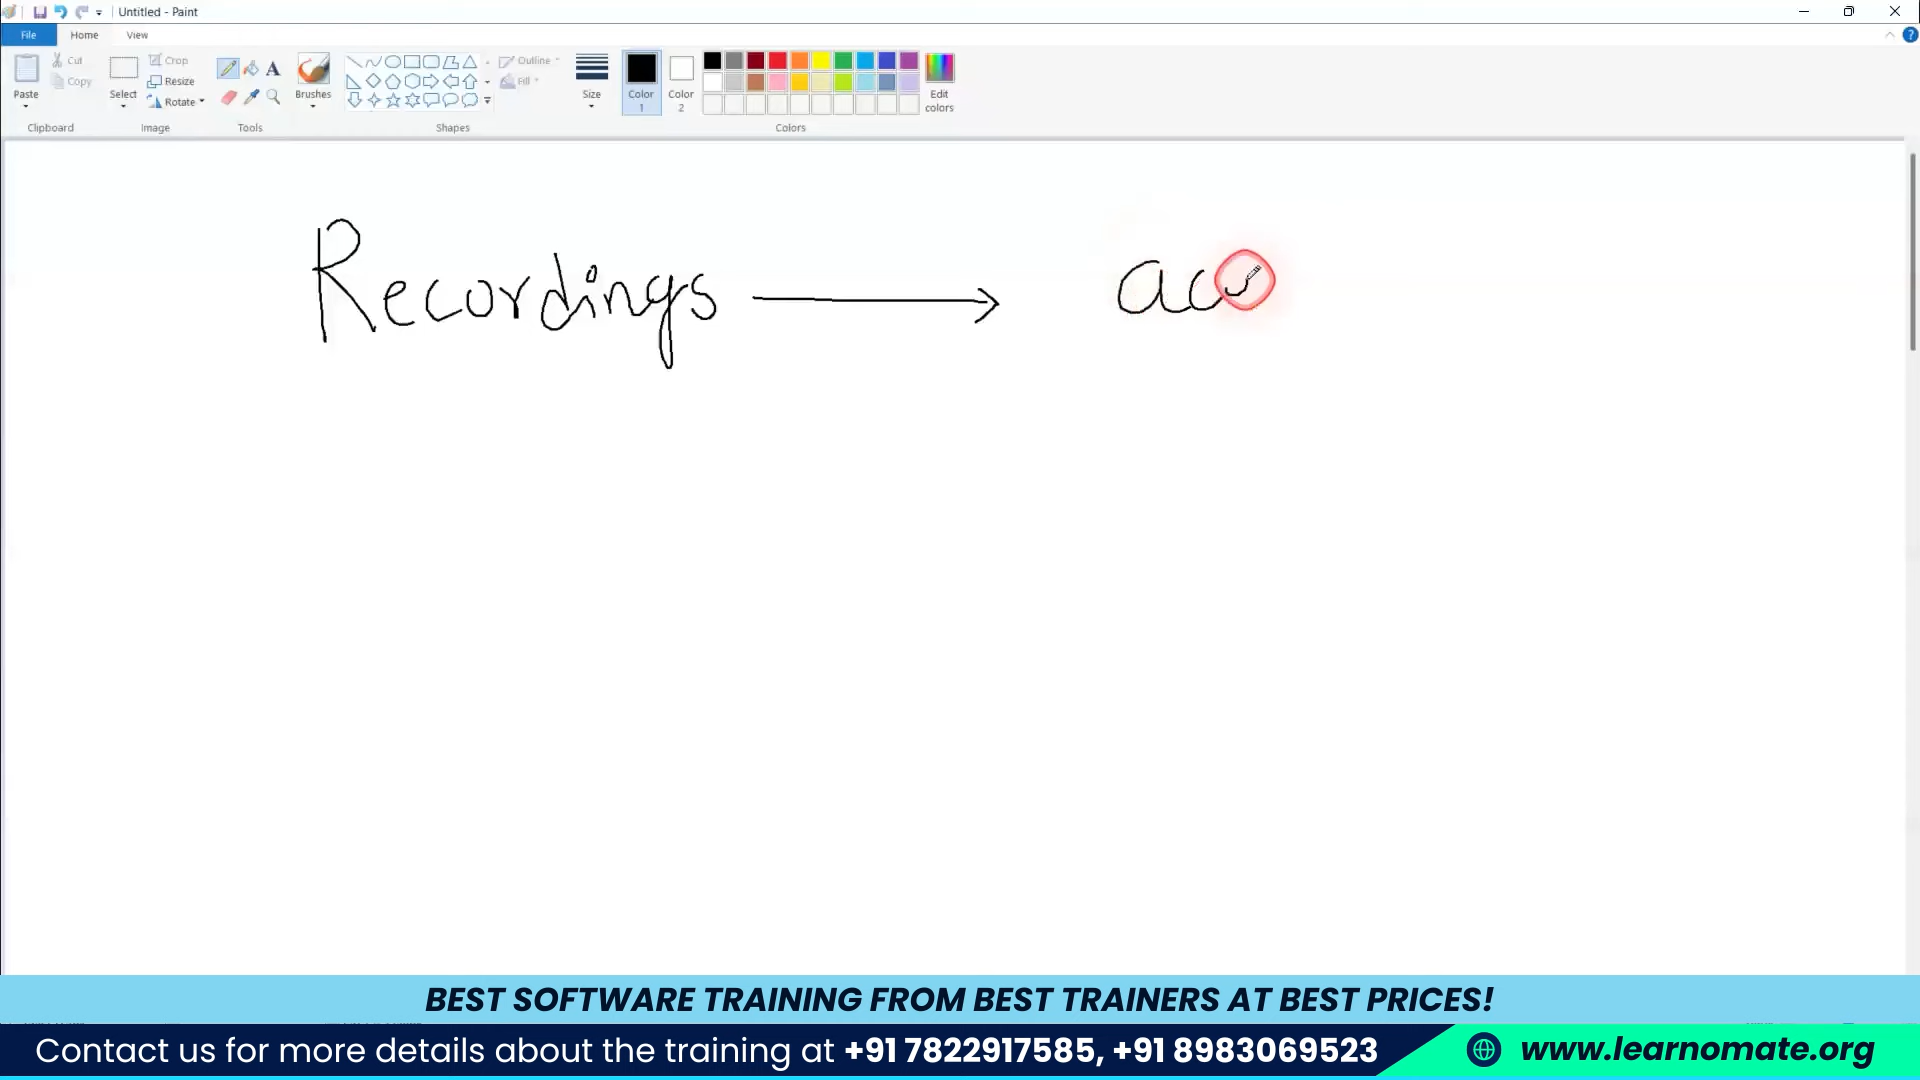 Untitled - Paint
File Home View
Paste
Cut
Copy
Clipboard
Select
Crop
Resize
Rotate
Image
Tools
Brushes
Shapes
Outline
Fill
Size
Color 1
Color 2
Edit colors
Colors
Recordings
BEST SOFTWARE TRAINING FROM BEST TRAINERS AT BEST PRICES!
Contact us for more details about the training at +91 7822917585, +91 8983069523
www.learnomate.org